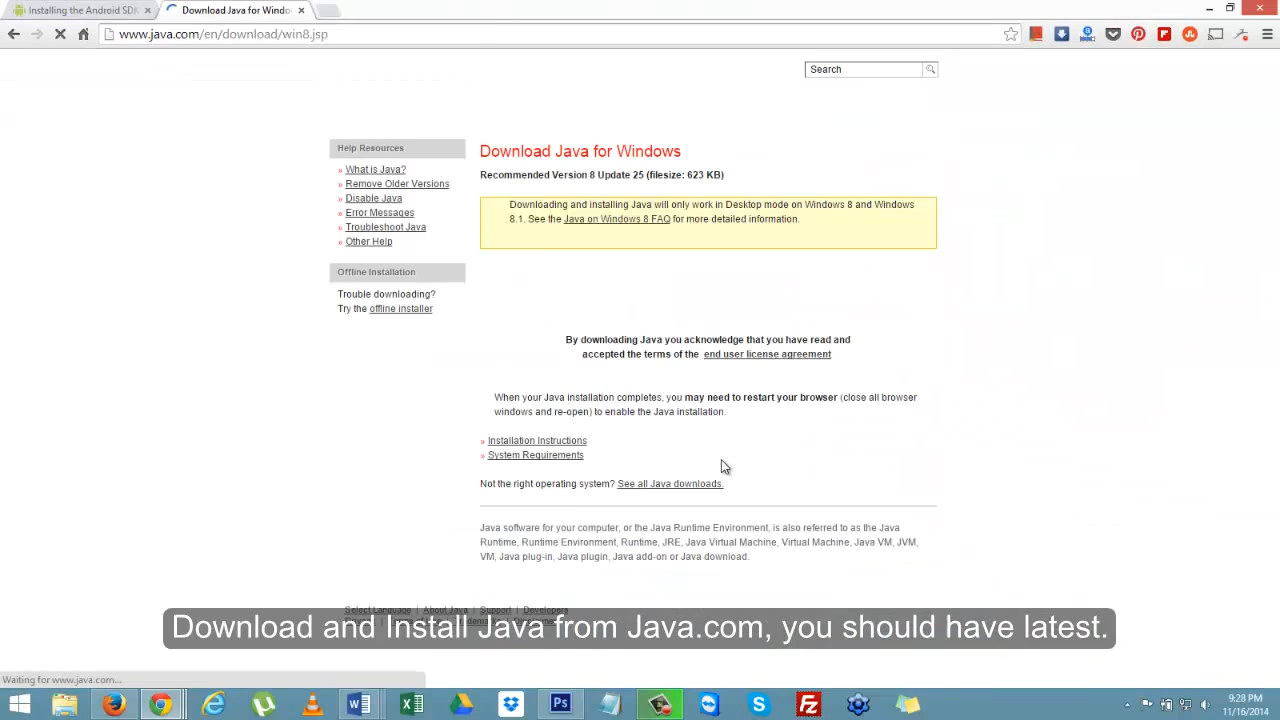 Installing the Android SDK
Download Java for Windo
www.java.com/en/download/win8.jsp
Search
Help Resources
» What is Java?
» Remove Older Versions
» Disable Java
» Error Messages
» Troubleshoot Java
» Other Help
Offline Installation
Trouble downloading?
Try the offline installer
Download Java for Windows
Recommended Version 8 Update 25 (filesize: 623 KB)
Downloading and installing Java will only work in Desktop mode on Windows 8 and Windows
8.1. See the Java on Windows 8 FAQ for more detailed information.
By downloading Java you acknowledge that you have read and
accepted the terms of the end user license agreement
When your Java installation completes, you may need to restart your browser (close all browser
windows and re-open) to enable the Java installation.
» Installation Instructions
» System Requirements
Not the right operating system? See all Java downloads.
Java software for your computer, or the Java Runtime Environment, is also referred to as the Java
Runtime, Runtime Environment, Runtime, JRE, Java Virtual Machine, Virtual Machine, Java VM, JVM,
VM, Java plug-in, Java plugin, Java add-on or Java download.
Select Language | About Java | Support | Developers
Download and Install Java from Java.com, you should have latest.
Waiting for www.java.com...
9:28 PM
11/16/2014